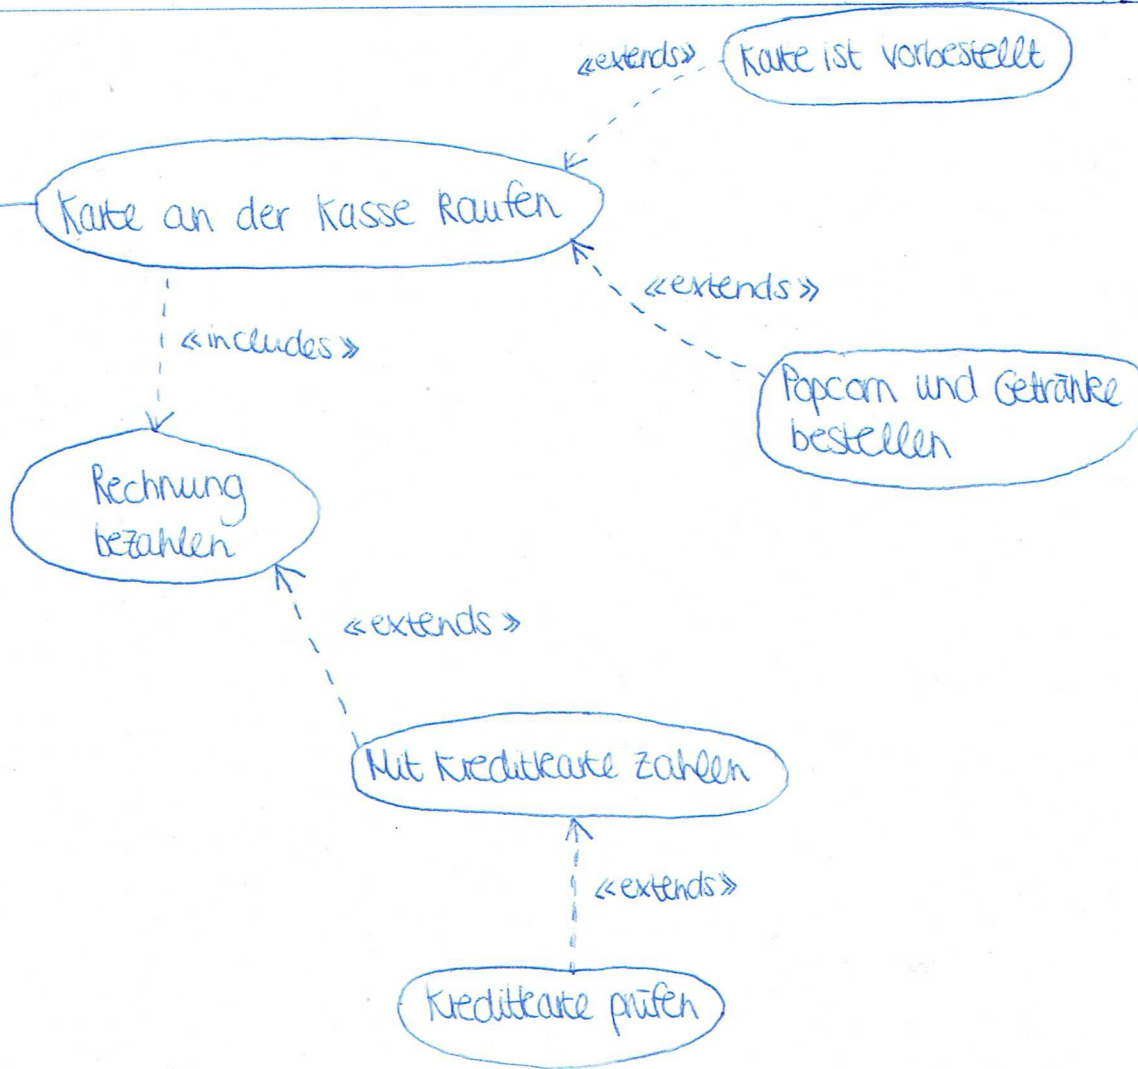 «extends»
Karte ist vorbestellt
Karte an der Kasse kaufen
«extends»
«includes»
Popcorn und Getränke
bestellen
Rechnung
bezahlen
«extends»
Mit Kreditkarte zahlen
«extends»
Kreditkarte prüfen